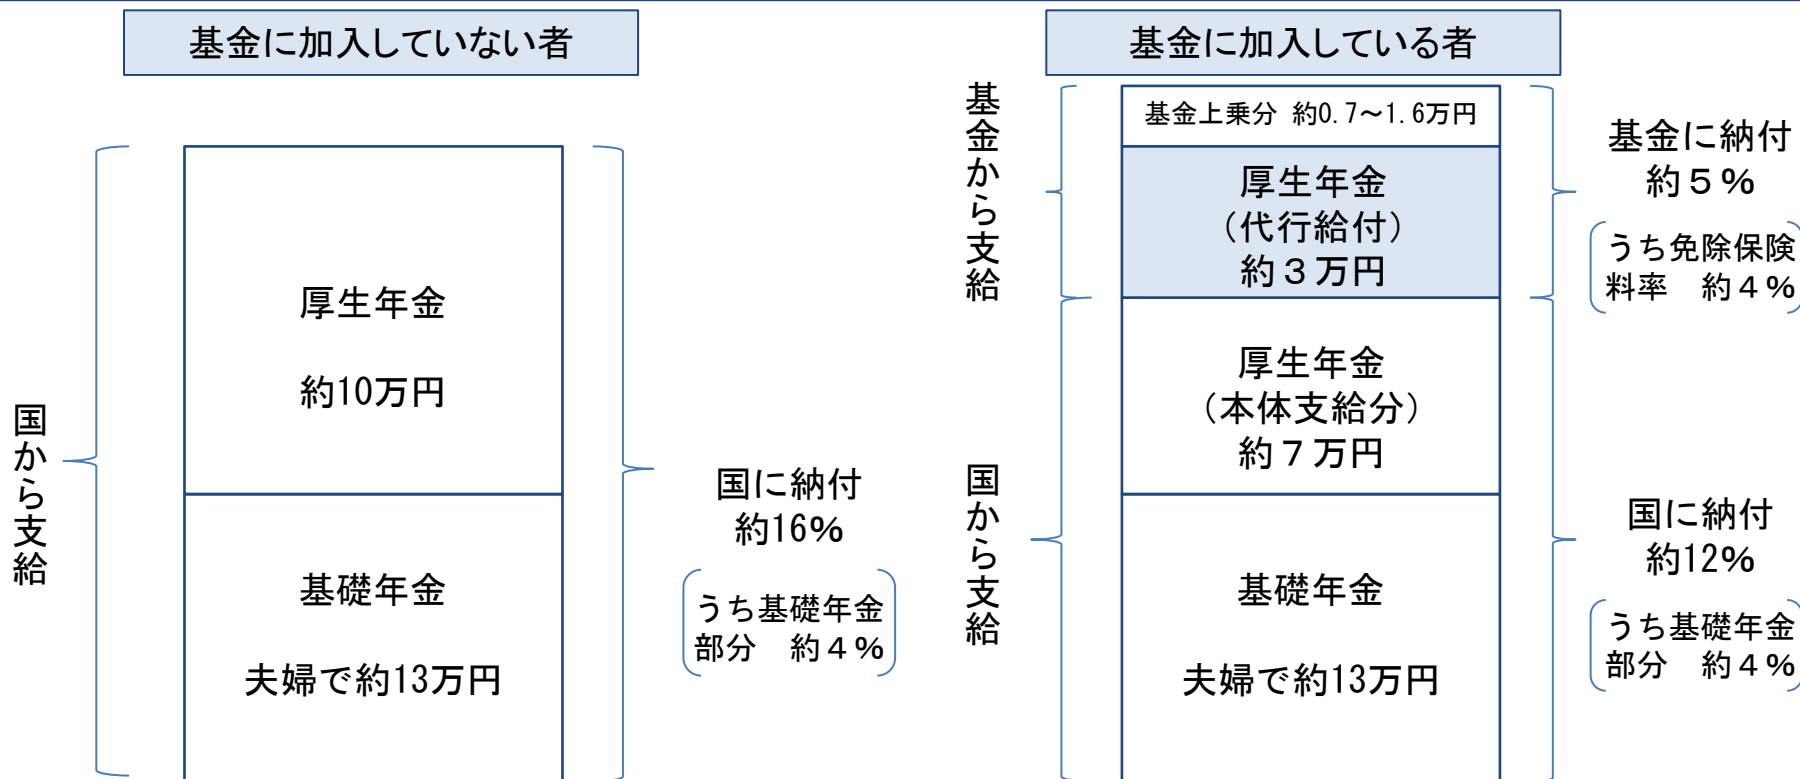 基金に加入していない者
国から支給
厚生年金
約10万円
基礎年金
夫婦で約13万円
国に納付
約16%
うち基礎年金
部分　約４%
基金に加入している者
基金から支給
基金上乗分 約0.7～1.6万円
厚生年金
（代行給付）
約３万円
基金に納付
約５%
うち免除保険
料率　約４%
国から支給
厚生年金
（本体支給分）
約７万円
基礎年金
夫婦で約13万円
国に納付
約12%
うち基礎年金
部分　約４%